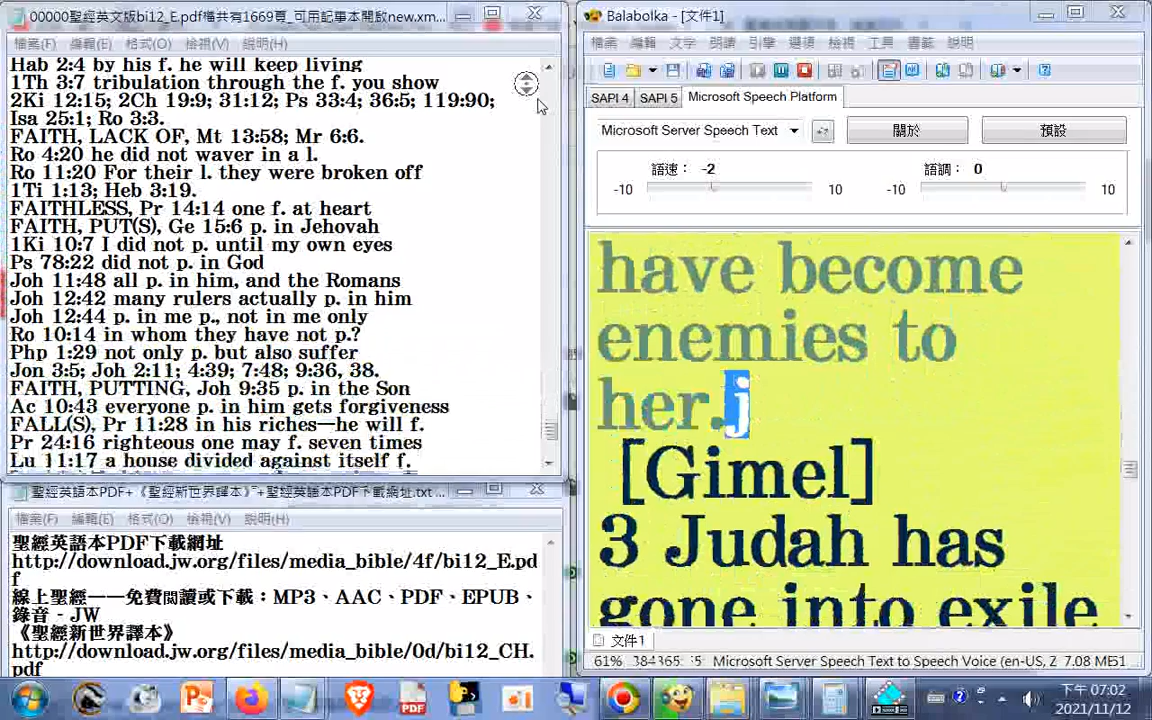 00000聖經英文版bi12_E.pdf檔共有1669頁_可用記事本開啟new.xm...
檔案(F) 編輯(E) 格式(O) 檢視(V) 說明(H)
Hab 2:4 by his f. he will keep living
1Th 3:7 tribulation through the f. you show
2Ki 12:15; 2Ch 19:9; 31:12; Ps 33:4; 36:5; 119:90;
Isa 25:1; Ro 3:3.
FAITH, LACK OF, Mt 13:58; Mr 6:6.
Ro 4:20 he did not waver in a l.
Ro 11:20 For their l. they were broken off
1Ti 1:13; Heb 3:19.
FAITHLESS, Pr 14:14 one f. at heart
FAITH, PUT(S), Ge 15:6 p. in Jehovah
1Ki 10:7 I did not p. until my own eyes
Ps 78:22 did not p. in God
Joh 11:48 all p. in him, and the Romans
Joh 12:42 many rulers actually p. in him
Joh 12:44 p. in me p., not in me only
Ro 10:14 in whom they have not p.?
Php 1:29 not only p. but also suffer
Jon 3:5; Joh 2:11; 4:39; 7:48; 9:36, 38.
FAITH, PUTTING, Joh 9:35 p. in the Son
Ac 10:43 everyone p. in him gets forgiveness
FALL(S), Pr 11:28 in his riches—he will f.
Pr 24:16 righteous one may f. seven times
Lu 11:17 a house divided against itself f.
聖經英語本PDF+《聖經新世界譯本》"+聖經英語本PDF下載網址.txt ...
檔案(F) 編輯(E) 格式(O) 檢視(V) 說明(H)
聖經英語本PDF下載網址
http://download.jw.org/files/media_bible/4f/bi12_E.pd
f
線上聖經——免費閱讀或下載：MP3、AAC、PDF、EPUB、
錄音 - JW
《聖經新世界譯本》
http://download.jw.org/files/media_bible/0d/bi12_CH.
pdf
Balabolka - [文件1]
檔案 編輯 文字 朗讀 引擎 選項 檢視 工具 書籤 說明
SAPI 4 SAPI 5 Microsoft Speech Platform
Microsoft Server Speech Text 關於 預設
語速： -2 語調： 0
-10 10 -10 10
have become
enemies to
her.j
[Gimel]
3 Judah has
gone into exile
文件1
61% Microsoft Server Speech Text to Speech Voice (en-US, Z 7.08 MB
下午 07:02
2021/11/12